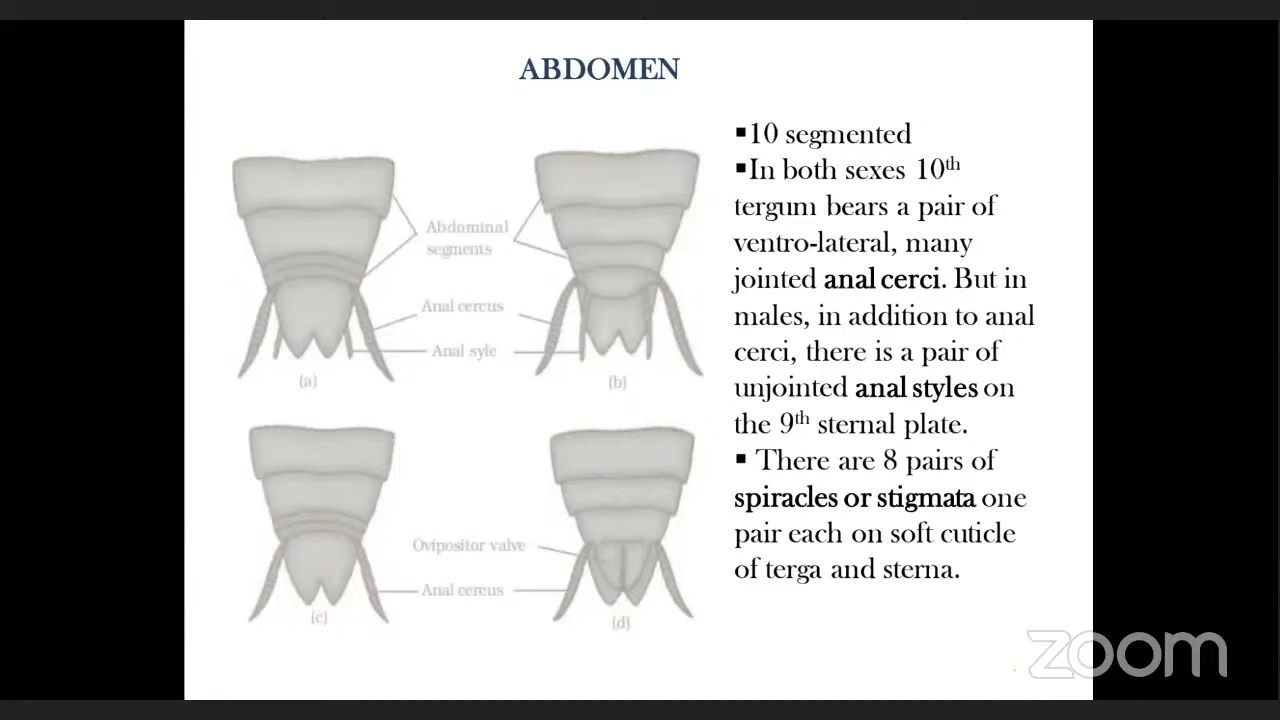 ABDOMEN
Abdominal
segments
Anal cercus
Anal syle
(a)
(b)
Ovipositor valve
Anal cercus
(c)
(d)
▪10 segmented
▪In both sexes 10th
tergum bears a pair of
ventro-lateral, many
jointed anal cerci. But in
males, in addition to anal
cerci, there is a pair of
unjointed anal styles on
the 9th sternal plate.
▪ There are 8 pairs of
spiracles or stigmata one
pair each on soft cuticle
of terga and sterna.
zoom